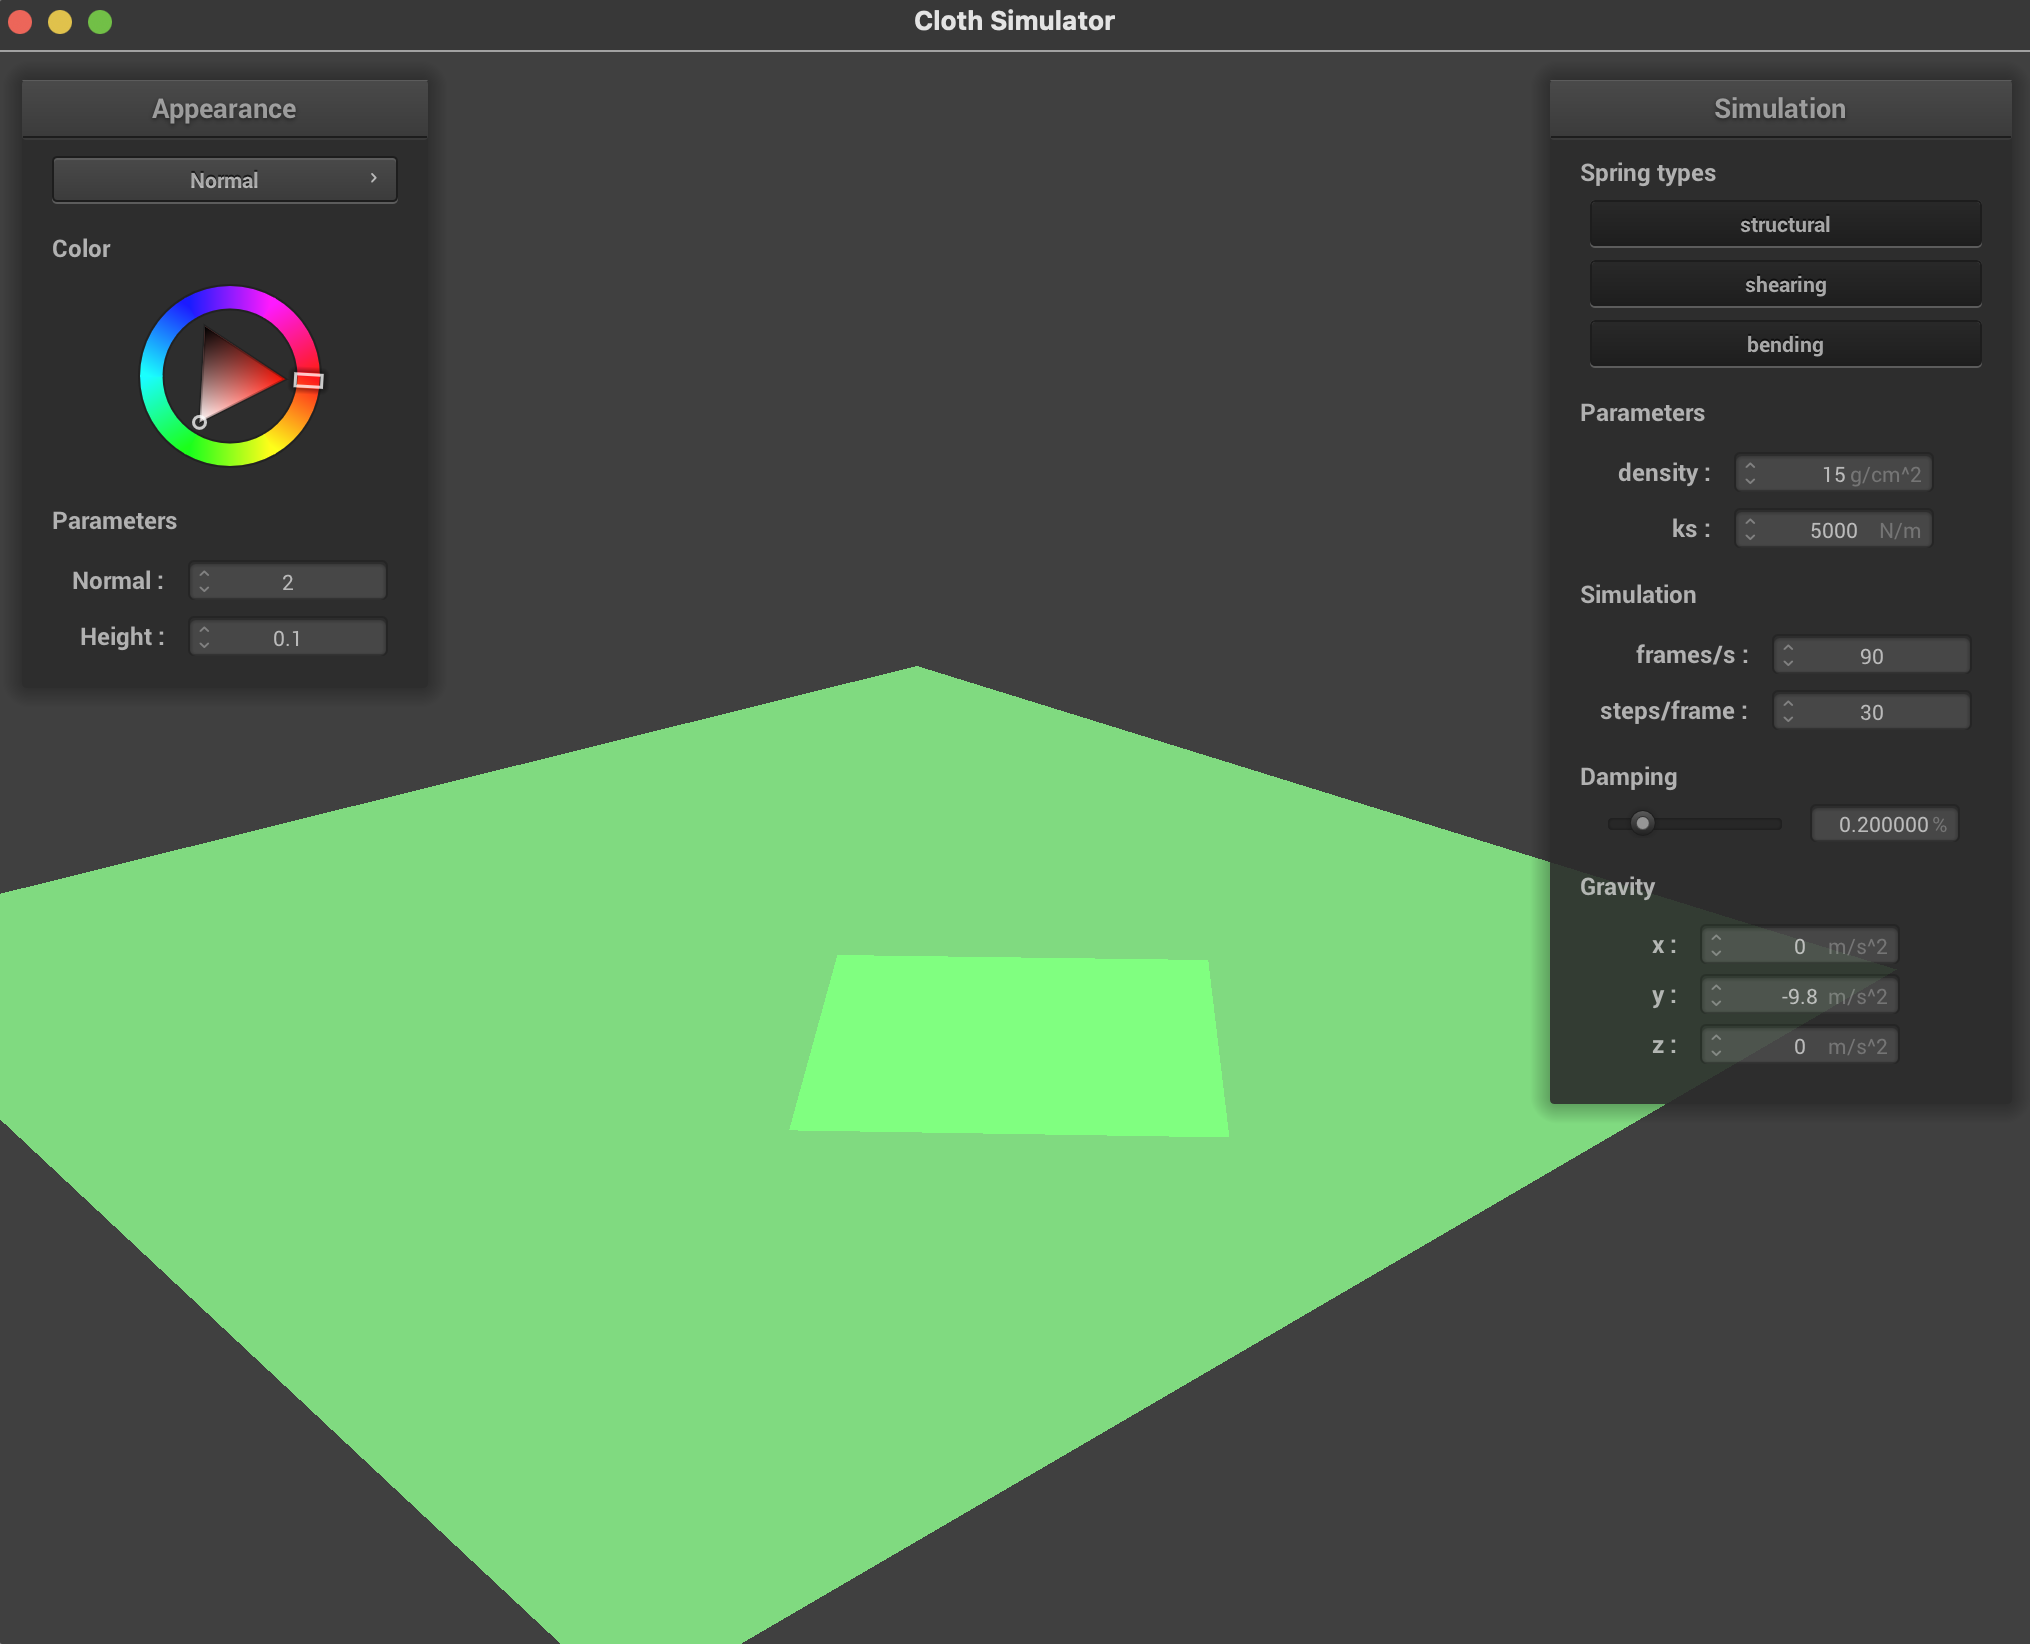 Cloth Simulator
Appearance
Normal
Color
Parameters
Normal : 2
Height : 0.1
Simulation
Spring types
structural
shearing
bending
Parameters
density : 15 g/cm^2
ks : 5000 N/m
Simulation
frames/s : 90
steps/frame : 30
Damping
0.200000 %
Gravity
x : 0 m/s^2
y : -9.8 m/s^2
z : 0 m/s^2